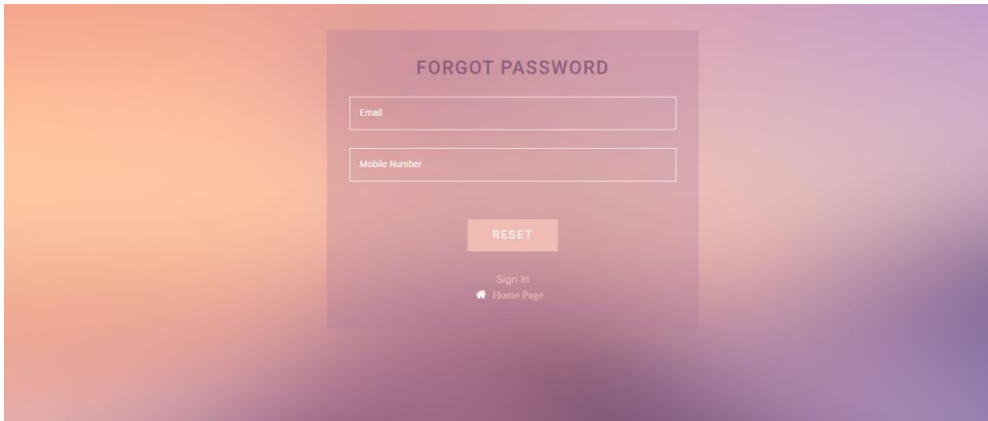 FORGOT PASSWORD
Email
Mobile Number
RESET
Sign In
Home Page